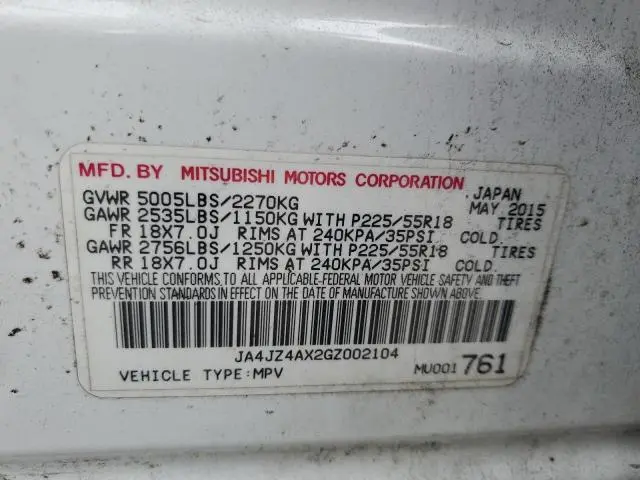 MFD. BY MITSUBISHI MOTORS CORPORATION
JAPAN
GVWR 5005LBS/2270KG MAY 2015
GAWR 2535LBS/1150KG WITH P225/55R18 TIRES
FR 18X7.0J RIMS AT 240KPA/35PSI COLD.
GAWR 2756LBS/1250KG WITH P225/55R18 TIRES
RR 18X7.0J RIMS AT 240KPA/35PSI COLD.
THIS VEHICLE CONFORMS TO ALL APPLICABLE-FEDERAL MOTOR VEHICLE SAFETY AND THEFT
PREVENTION STANDARDS IN EFFECT ON THE DATE OF MANUFACTURE SHOWN ABOVE.
JA4JZ4AX2GZ002104
VEHICLE TYPE:MPV MU001761